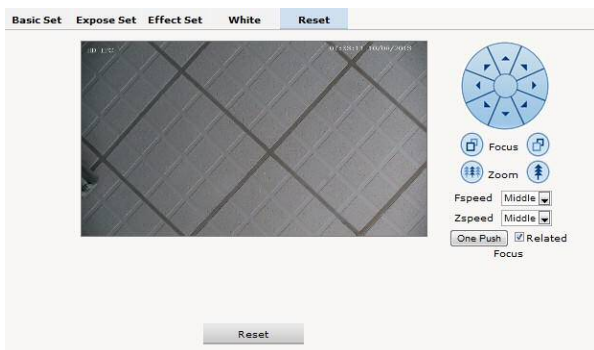 Basic Set Expose Set Effect Set White Reset
Focus
Zoom
Fspeed Middle
Zspeed Middle
One Push Related
Focus
Reset